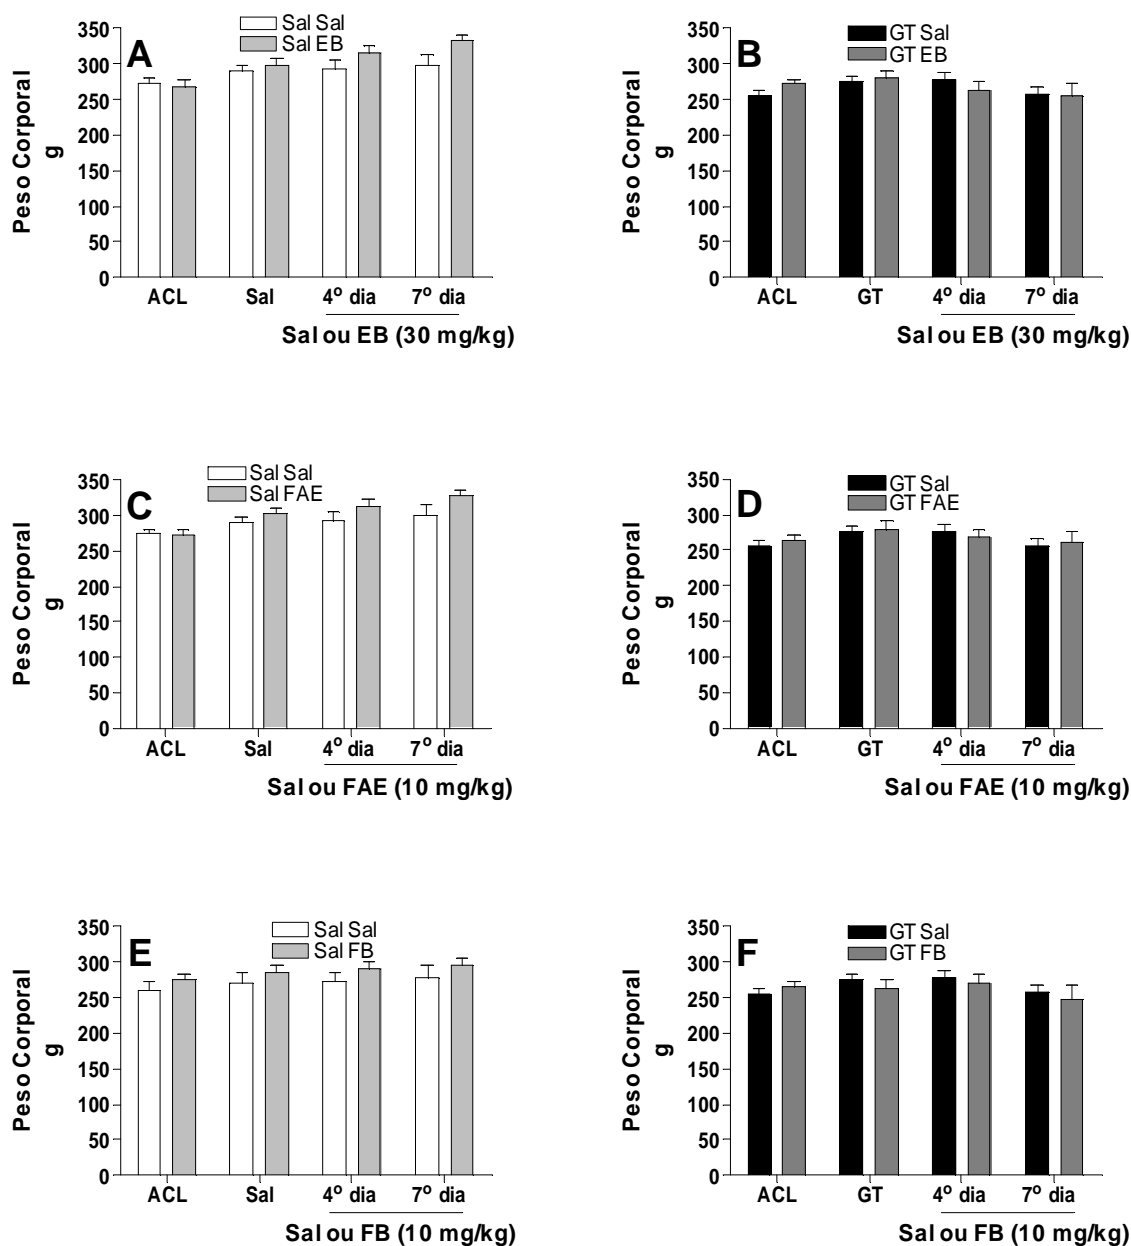 A
Sal Sal
Sal EB
Peso Corporal
g
350
300
250
200
150
100
50
0
ACL Sal 4º dia 7º dia
Sal ou EB (30 mg/kg)
B
GT Sal
GT EB
Peso Corporal
g
350
300
250
200
150
100
50
0
ACL GT 4º dia 7º dia
Sal ou EB (30 mg/kg)
C
Sal Sal
Sal FAE
Peso Corporal
g
350
300
250
200
150
100
50
0
ACL Sal 4º dia 7º dia
Sal ou FAE (10 mg/kg)
D
GT Sal
GT FAE
Peso Corporal
g
350
300
250
200
150
100
50
0
ACL GT 4º dia 7º dia
Sal ou FAE (10 mg/kg)
E
Sal Sal
Sal FB
Peso Corporal
g
350
300
250
200
150
100
50
0
ACL Sal 4º dia 7º dia
Sal ou FB (10 mg/kg)
F
GT Sal
GT FB
Peso Corporal
g
350
300
250
200
150
100
50
0
ACL GT 4º dia 7º dia
Sal ou FB (10 mg/kg)